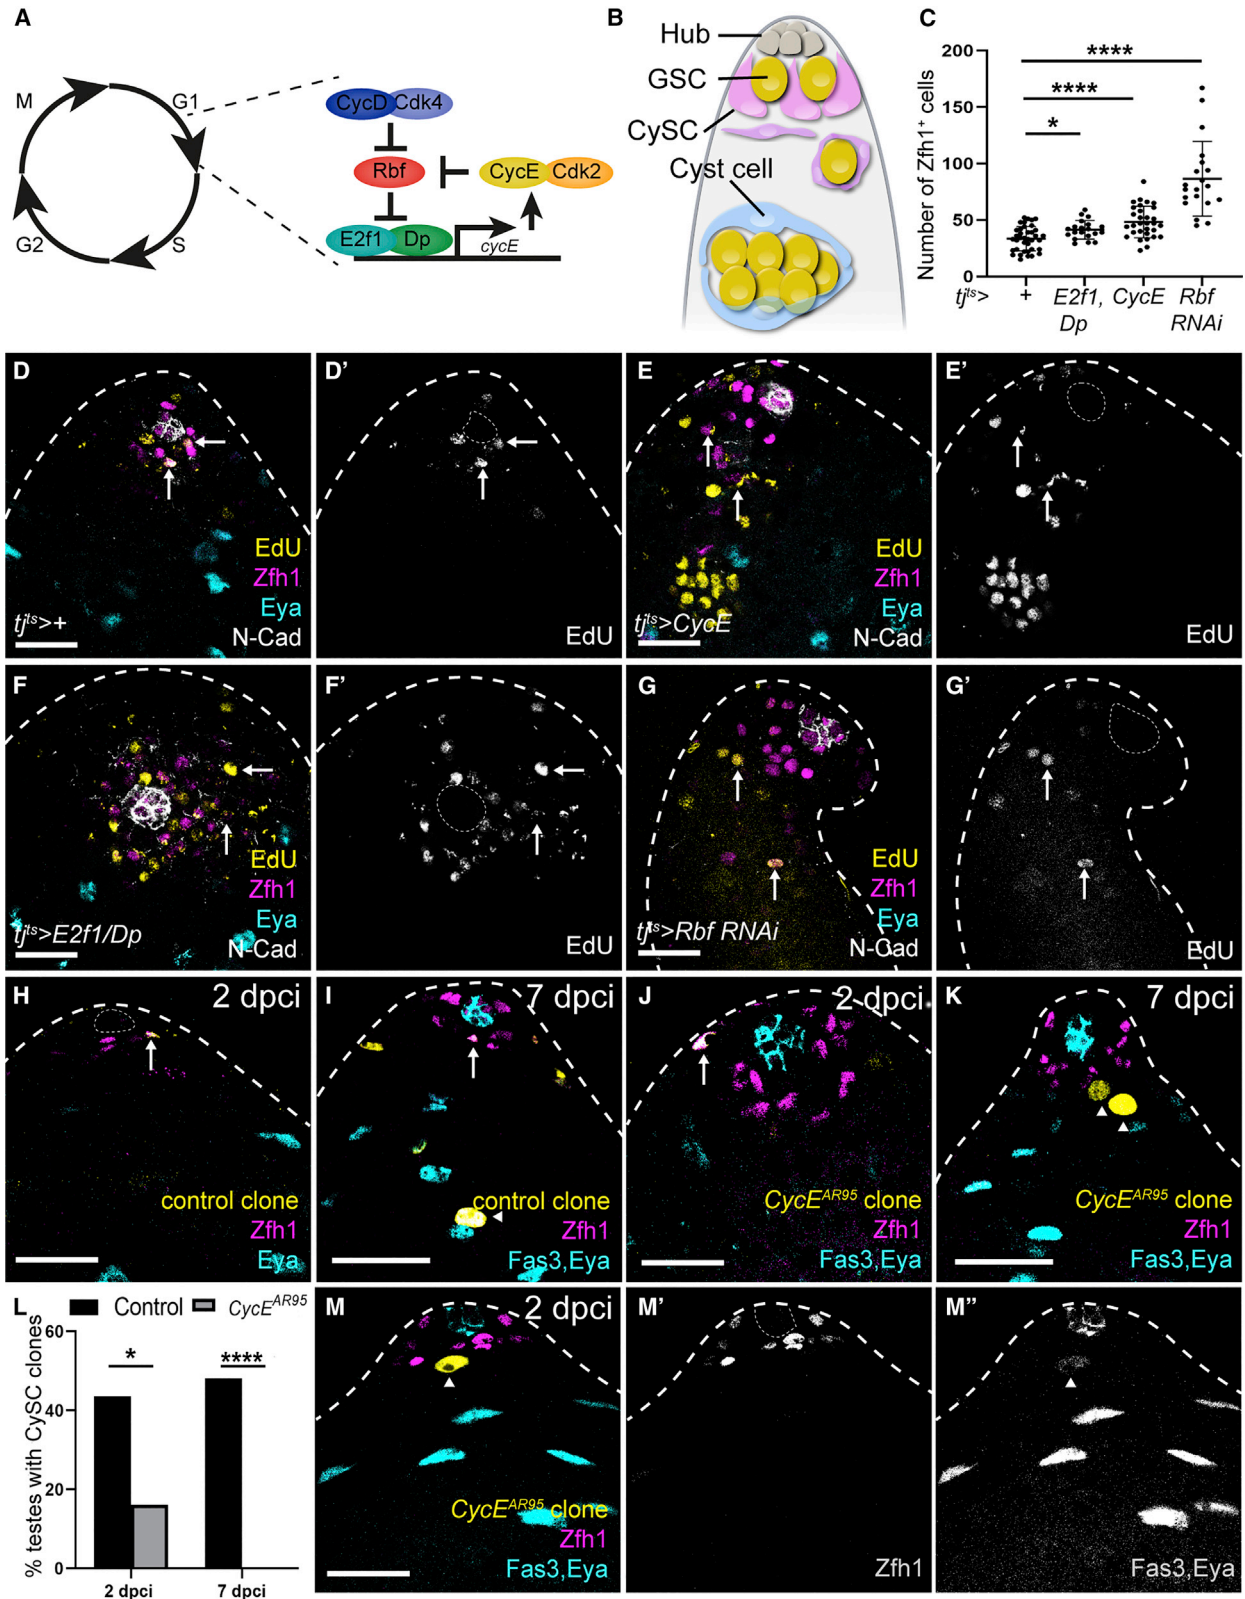 A
M
G1
G2
S
CycD Cdk4
Rbf
CycE Cdk2
E2f1 Dp
cycE
B
Hub
GSC
CySC
Cyst cell
C
Number of Zfh1+ cells
200
150
100
50
0
****
****
*
tjts> + E2f1, Dp CycE Rbf RNAi
D
EdU
Zfh1
Eya
N-Cad
tjts>+
D'
EdU
E
EdU
Zfh1
Eya
N-Cad
tjts>CycE
E'
EdU
F
EdU
Zfh1
Eya
N-Cad
tjts>E2f1/Dp
F'
EdU
G
EdU
Zfh1
Eya
N-Cad
tjts>Rbf RNAi
G'
EdU
H
2 dpci
control clone
Zfh1
Eya
I
7 dpci
control clone
Zfh1
Fas3,Eya
J
2 dpci
CycEAR95 clone
Zfh1
Fas3,Eya
K
7 dpci
CycEAR95 clone
Zfh1
Fas3,Eya
L
Control CycEAR95
% testes with CySC clones
60
40
20
0
*
****
2 dpci
7 dpci
M
2 dpci
CycEAR95 clone
Zfh1
Fas3,Eya
M'
Zfh1
M"
Fas3,Eya